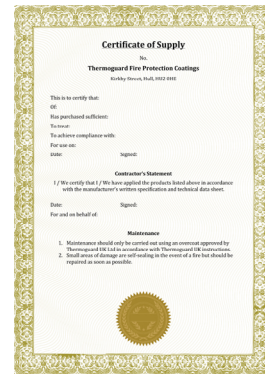 Certificate of Supply
No.
Thermoguard Fire Protection Coatings
Kirkby Street, Hull, HU2 0HE
This is to certify that:
Of:
Has purchased sufficient:
To treat:
To achieve compliance with:
For use on:
Date: Signed:
Contractor's Statement
I / We certify that I / We have applied the products listed above in accordance
with the manufacturer's written specification and technical data sheet.
Date: Signed:
For and on behalf of:
Maintenance
1. Maintenance should only be carried out using an overcoat approved by
Thermoguard UK Ltd in accordance with Thermoguard UK instructions.
2. Small areas of damage are self-sealing in the event of a fire but should be
repaired as soon as possible.